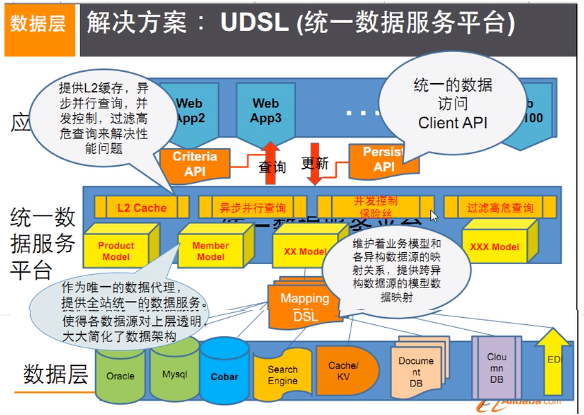 数据层
解决方案： UDSL (统一数据服务平台)
提供L2缓存，异
步并行查询，并
发控制，过滤高
危查询来解决性
能问题
应
Web
App2
Web
App3
...
100
统一的数据
访问
Client API
Criteria
API
查询
更新
Persist
API
统一数
据服务
平台
L2 Cache
异步并行查询
并发控制
保险丝
过滤高危查询
Product
Model
Member
Model
XX Model
XXX Model
作为唯一的数据代理，
提供全站统一的数据服务。
使得各数据源对上层透明，
大大简化了数据架构
维护着业务模型和
各异构数据源的映
射关系，提供跨异
构数据源的模型数
据映射
Mapping
DSL
数据层
Oracle
Mysql
Cobar
Search
Engine
Cache/
KV
Docume
nt
DB
Clou
mn
DB
EDI
Alibaba.com